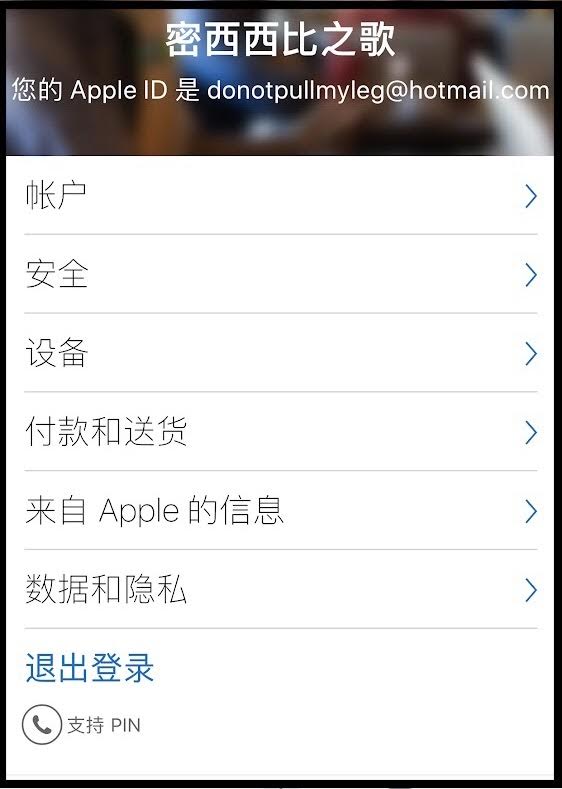 密西西比之歌
您的 Apple ID 是 donotpullmyleg@hotmail.com
帐户
安全
设备
付款和送货
来自 Apple 的信息
数据和隐私
退出登录
支持 PIN